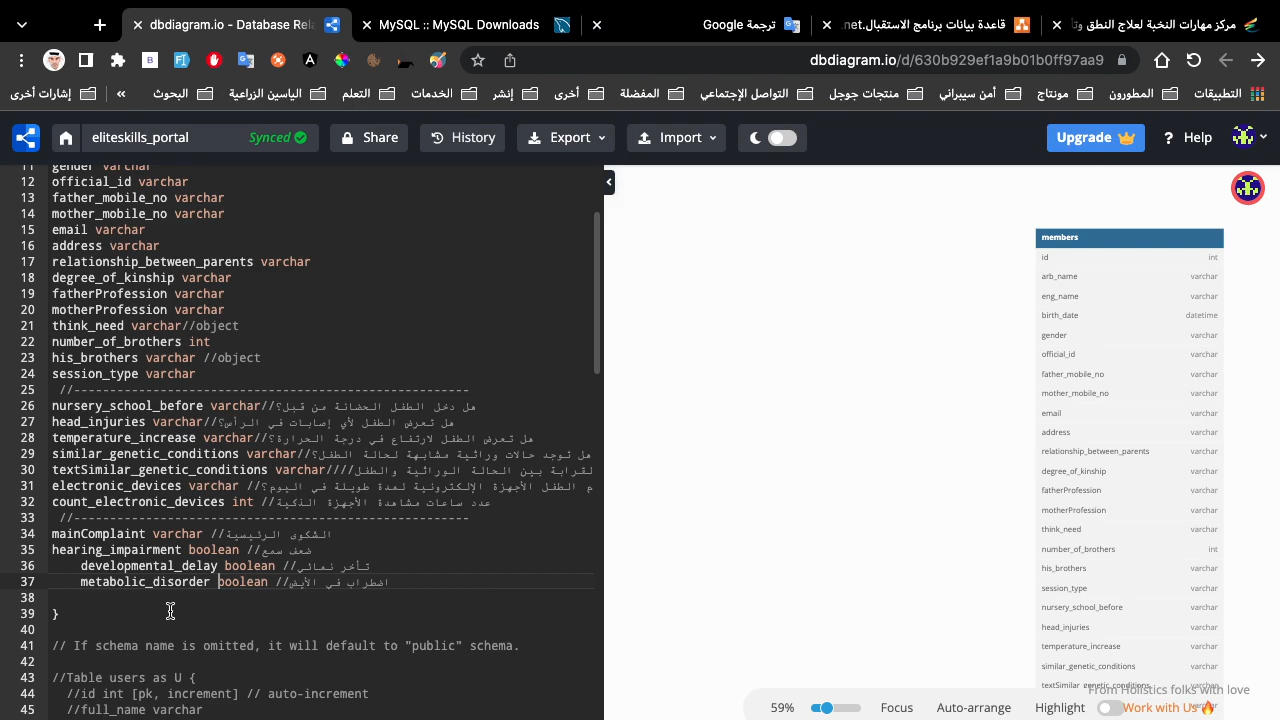 dbdiagram.io - Database Rela
MySQL :: MySQL Downloads
ترجمة Google
قاعدة بيانات برنامج الاستقبال.net
مركز مهارات النخبة لعلاج النطق وتأ
dbdiagram.io/d/630b929ef1a9b01b0ff97aa9
التطبيقات
المطورون
مونتاج
أمن سيبراني
منتجات جوجل
التواصل الإجتماعي
المفضلة
أخرى
إنشر
الخدمات
التعلم
الياسين الزراعية
البحوث
إشارات أخرى
eliteskills_portal
Synced
Share
History
Export
Import
Upgrade
? Help
11 gender varchar
12 official_id varchar
13 father_mobile_no varchar
14 mother_mobile_no varchar
15 email varchar
16 address varchar
17 relationship_between_parents varchar
18 degree_of_kinship varchar
19 fatherProfession varchar
20 motherProfession varchar
21 think_need varchar//object
22 number_of_brothers int
23 his_brothers varchar //object
24 session_type varchar
25 //--------------------------------------------------
26 nursery_school_before varchar//هل دخل الطفل الحضانة من قبل؟
27 head_injuries varchar//هل تعرض الطفل لأي إصابات في الرأس؟
28 temperature_increase varchar//هل تعرض الطفل لارتفاع في درجة الحرارة؟
29 similar_genetic_conditions varchar//هل توجد حالات وراثية مشابهة لحالة الطفل؟
30 textSimilar_genetic_conditions varchar////لقرابة بين الحالة الوراثية والطفل
31 electronic_devices varchar //م الطفل الأجهزة الإلكترونية لمدة طويلة في اليوم؟
32 count_electronic_devices int //عدد ساعات مشاهدة الأجهزة الذكية
33 //--------------------------------------------------
34 mainComplaint varchar //الشكوى الرئيسية
35 hearing_impairment boolean //ضعف سمع
36 developmental_delay boolean //تأخر نمائي
37 metabolic_disorder boolean //اضطراب في الأيض
38
39 }
40
41 // If schema name is omitted, it will default to "public" schema.
42
43 //Table users as U {
44 //id int [pk, increment] // auto-increment
45 //full_name varchar
members
id int
arb_name varchar
eng_name varchar
birth_date datetime
gender varchar
official_id varchar
father_mobile_no varchar
mother_mobile_no varchar
email varchar
address varchar
relationship_between_parents varchar
degree_of_kinship varchar
fatherProfession varchar
motherProfession varchar
think_need varchar
number_of_brothers int
his_brothers varchar
session_type varchar
nursery_school_before varchar
head_injuries varchar
temperature_increase varchar
similar_genetic_conditions varchar
textSimilar_genetic_conditions varchar
From Holistics folks with love
59%
Focus
Auto-arrange
Highlight
Work with Us